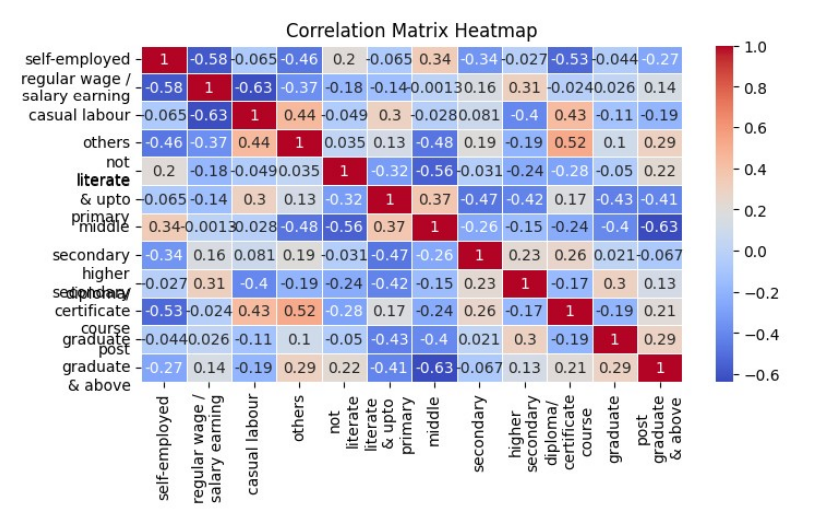 Correlation Matrix Heatmap
self-employed 1 -0.58 -0.065 -0.46 0.2 -0.065 0.34 -0.34 -0.027 -0.53 -0.044 -0.27
regular wage /
salary earning -0.58 1 -0.63 -0.37 -0.18 -0.14 -0.0013 0.16 0.31 -0.024 0.026 0.14
casual labour -0.065 -0.63 1 0.44 -0.049 0.3 -0.028 0.081 -0.4 0.43 -0.11 -0.19
others -0.46 -0.37 0.44 1 0.035 0.13 -0.48 0.19 -0.19 0.52 0.1 0.29
not
literate 0.2 -0.18 -0.049 0.035 1 -0.32 -0.56 -0.031 -0.24 -0.28 -0.05 0.22
literate
& upto
primary -0.065 -0.14 0.3 0.13 -0.32 1 0.37 -0.47 -0.42 0.17 -0.43 -0.41
middle 0.34 -0.0013 -0.028 -0.48 -0.56 0.37 1 -0.26 -0.15 -0.24 -0.4 -0.63
secondary -0.34 0.16 0.081 0.19 -0.031 -0.47 -0.26 1 0.23 0.26 0.021 -0.067
higher
secondary -0.027 0.31 -0.4 -0.19 -0.24 -0.42 -0.15 0.23 1 -0.17 0.3 0.13
diploma/
certificate
course -0.53 -0.024 0.43 0.52 -0.28 0.17 -0.24 0.26 -0.17 1 -0.19 0.21
graduate -0.044 0.026 -0.11 0.1 -0.05 -0.43 -0.4 0.021 0.3 -0.19 1 0.29
post
graduate
& above -0.27 0.14 -0.19 0.29 0.22 -0.41 -0.63 -0.067 0.13 0.21 0.29 1
self-employed
regular wage /
salary earning
casual labour
others
not
literate
literate
& upto
primary
middle
secondary
higher
secondary
diploma/
certificate
course
graduate
post
graduate
& above
1.0
0.8
0.6
0.4
0.2
0.0
-0.2
-0.4
-0.6